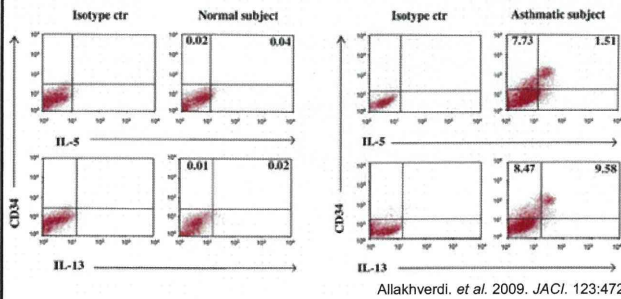 Isotype ctr Normal subject Isotype ctr Asthmatic subject
0.02 0.04 7.73 1.51
IL-5 IL-5
0.01 0.02 8.47 9.58
CD34 CD34
IL-13 IL-13
Allakhverdi. et al. 2009. JACI. 123:472